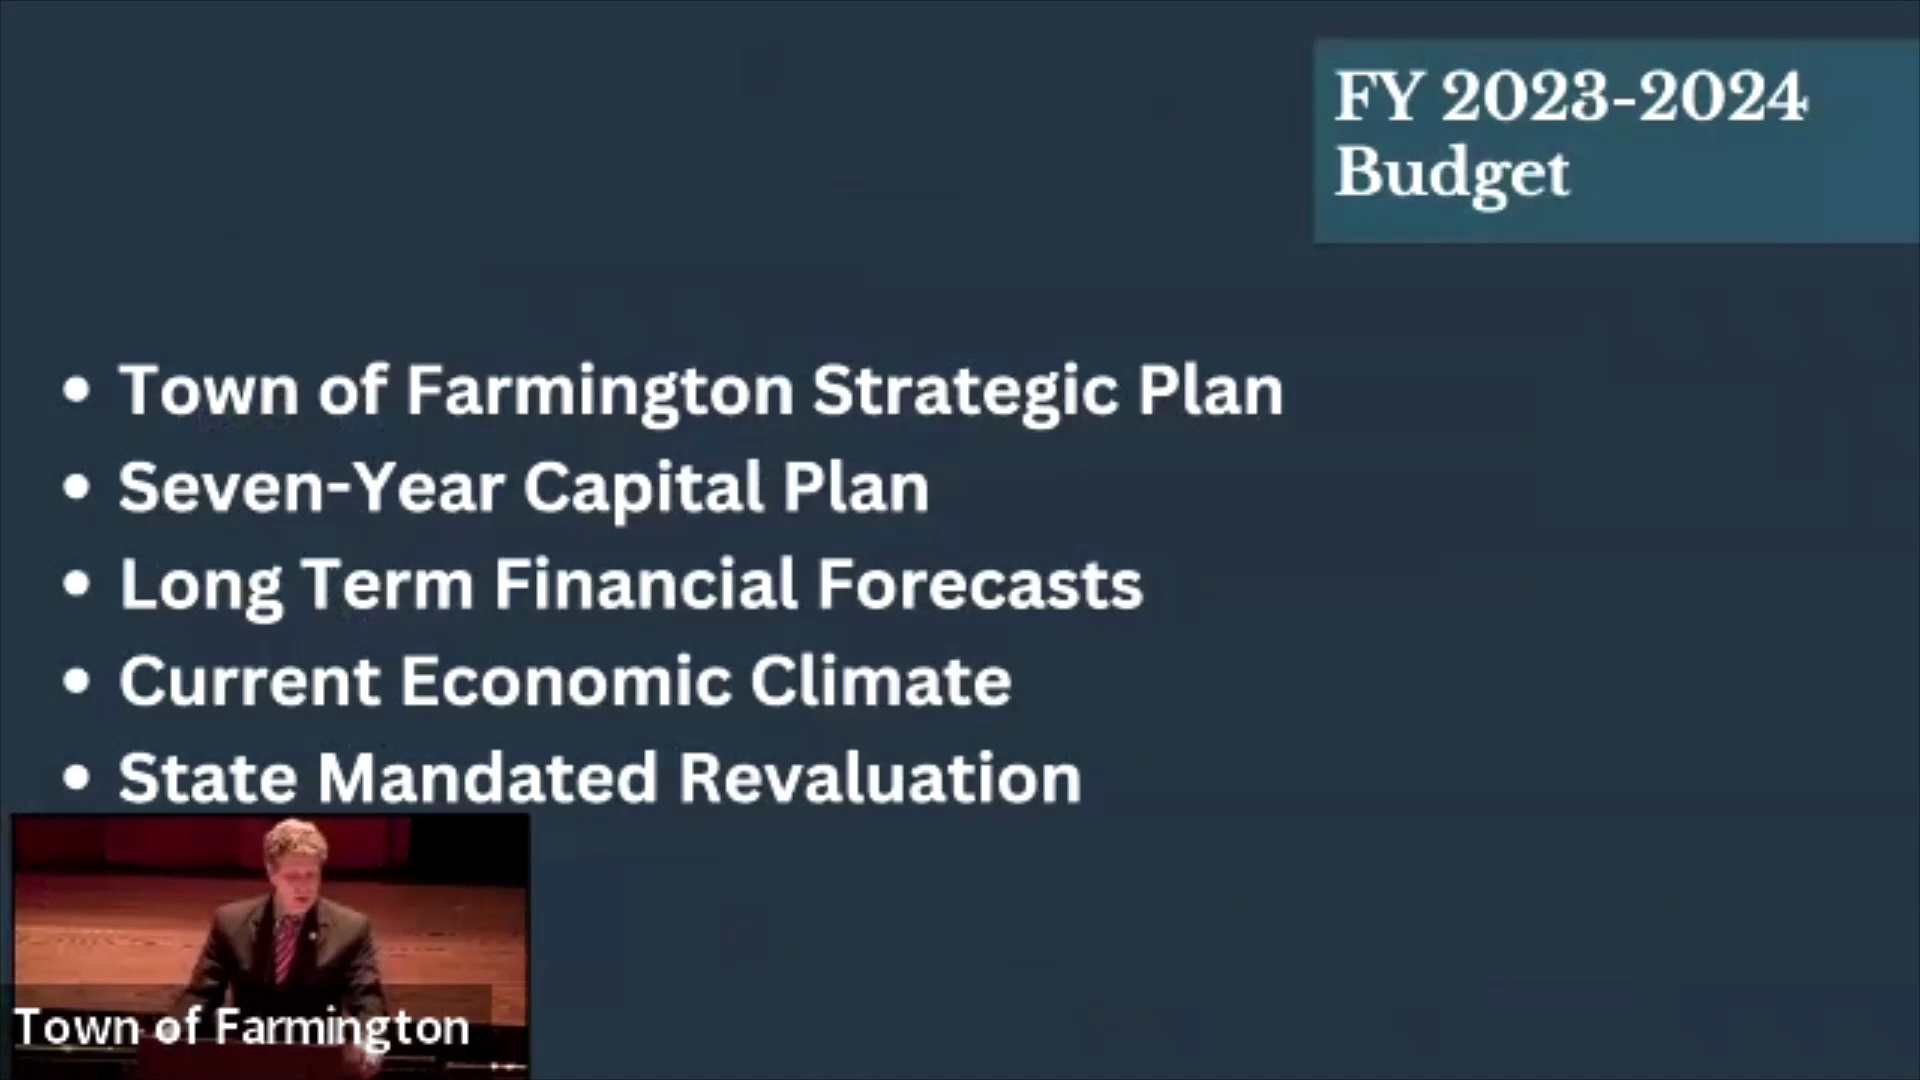 FY 2023-2024
Budget
• Town of Farmington Strategic Plan
• Seven-Year Capital Plan
• Long Term Financial Forecasts
• Current Economic Climate
• State Mandated Revaluation
Town of Farmington